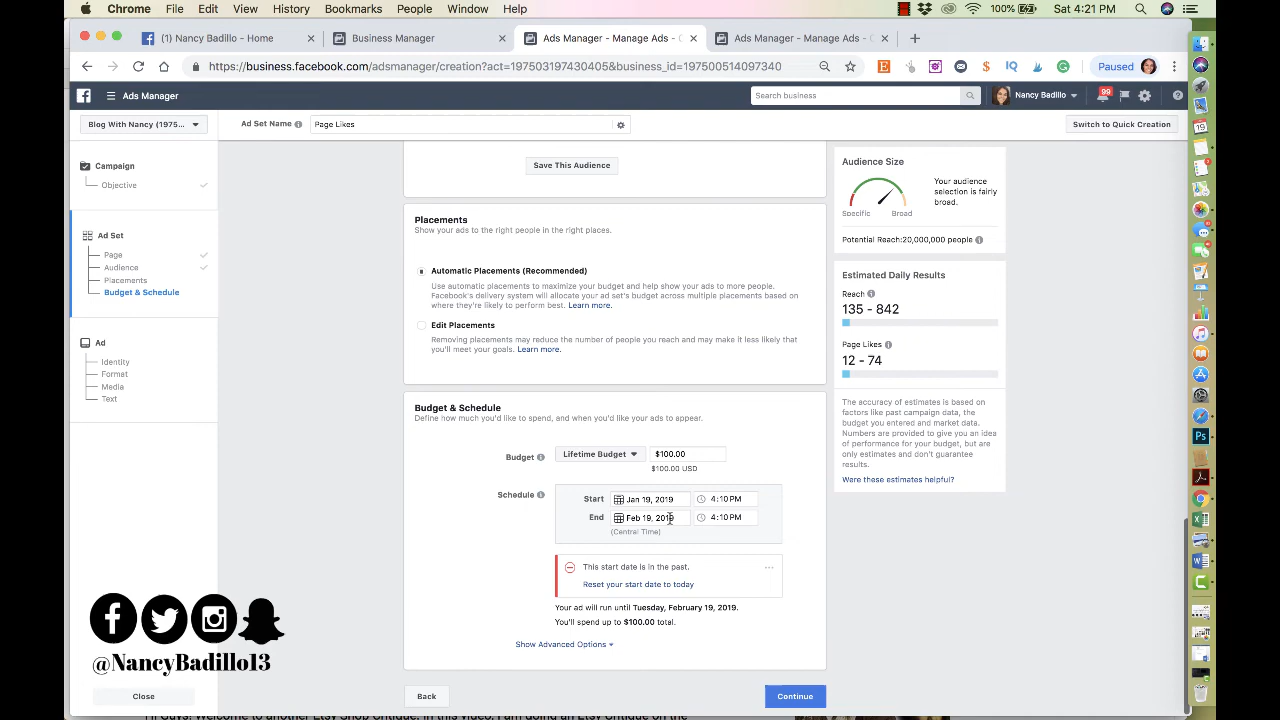 Chrome File Edit View History Bookmarks People Window Help 100% Sat 4:21 PM
(1) Nancy Badillo - Home
Business Manager
Ads Manager - Manage Ads -
Ads Manager - Manage Ads -
https://business.facebook.com/adsmanager/creation?act=197503197430405&business_id=197500514097340
Paused
Ads Manager
Search business
Nancy Badillo
99
Blog With Nancy (1975...
Ad Set Name
Page Likes
Switch to Quick Creation
Campaign
Objective
Ad Set
Page
Audience
Placements
Budget & Schedule
Ad
Identity
Format
Media
Text
Close
Save This Audience
Placements
Show your ads to the right people in the right places.
Automatic Placements (Recommended)
Use automatic placements to maximize your budget and help show your ads to more people.
Facebook's delivery system will allocate your ad set's budget across multiple placements based
on where they're likely to perform best. Learn more.
Edit Placements
Removing placements may reduce the number of people you reach and may make it less likely that
you'll meet your goals. Learn more.
Budget & Schedule
Define how much you'd like to spend, and when you'd like your ads to appear.
Budget
Lifetime Budget
$100.00
$100.00 USD
Schedule
Start Jan 19, 2019 4:10PM
End Feb 19, 2019 4:10PM
(Central Time)
This start date is in the past.
Reset your start date to today
Your ad will run until Tuesday, February 19, 2019.
You'll spend up to $100.00 total.
Show Advanced Options
Back
Continue
Audience Size
Specific
Broad
Your audience
selection is fairly
broad.
Potential Reach:20,000,000 people
Estimated Daily Results
Reach
135 - 842
Page Likes
12 - 74
The accuracy of estimates is based on
factors like past campaign data, the
budget you entered and market data.
Numbers are provided to give you an idea
of performance for your budget, but are
only estimates and don't guarantee
results.
Were these estimates helpful?
@NancyBadillo13